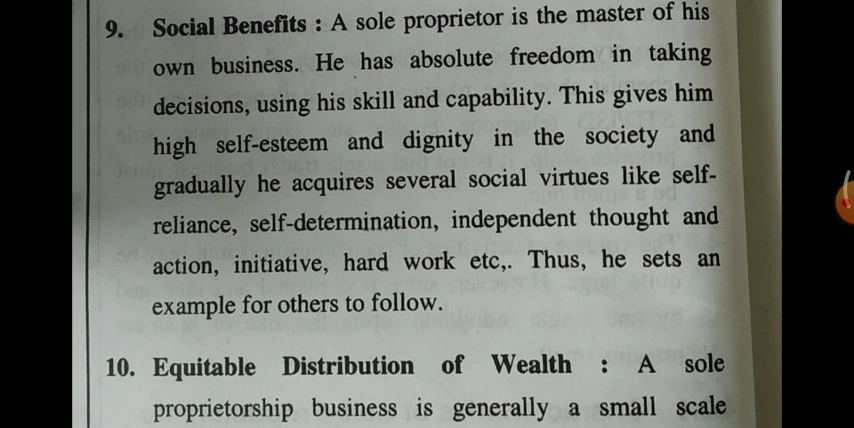 9. Social Benefits : A sole proprietor is the master of his
own business. He has absolute freedom in taking
decisions, using his skill and capability. This gives him
high self-esteem and dignity in the society and
gradually he acquires several social virtues like self-
reliance, self-determination, independent thought and
action, initiative, hard work etc,. Thus, he sets an
example for others to follow.
10. Equitable Distribution of Wealth : A sole
proprietorship business is generally a small scale